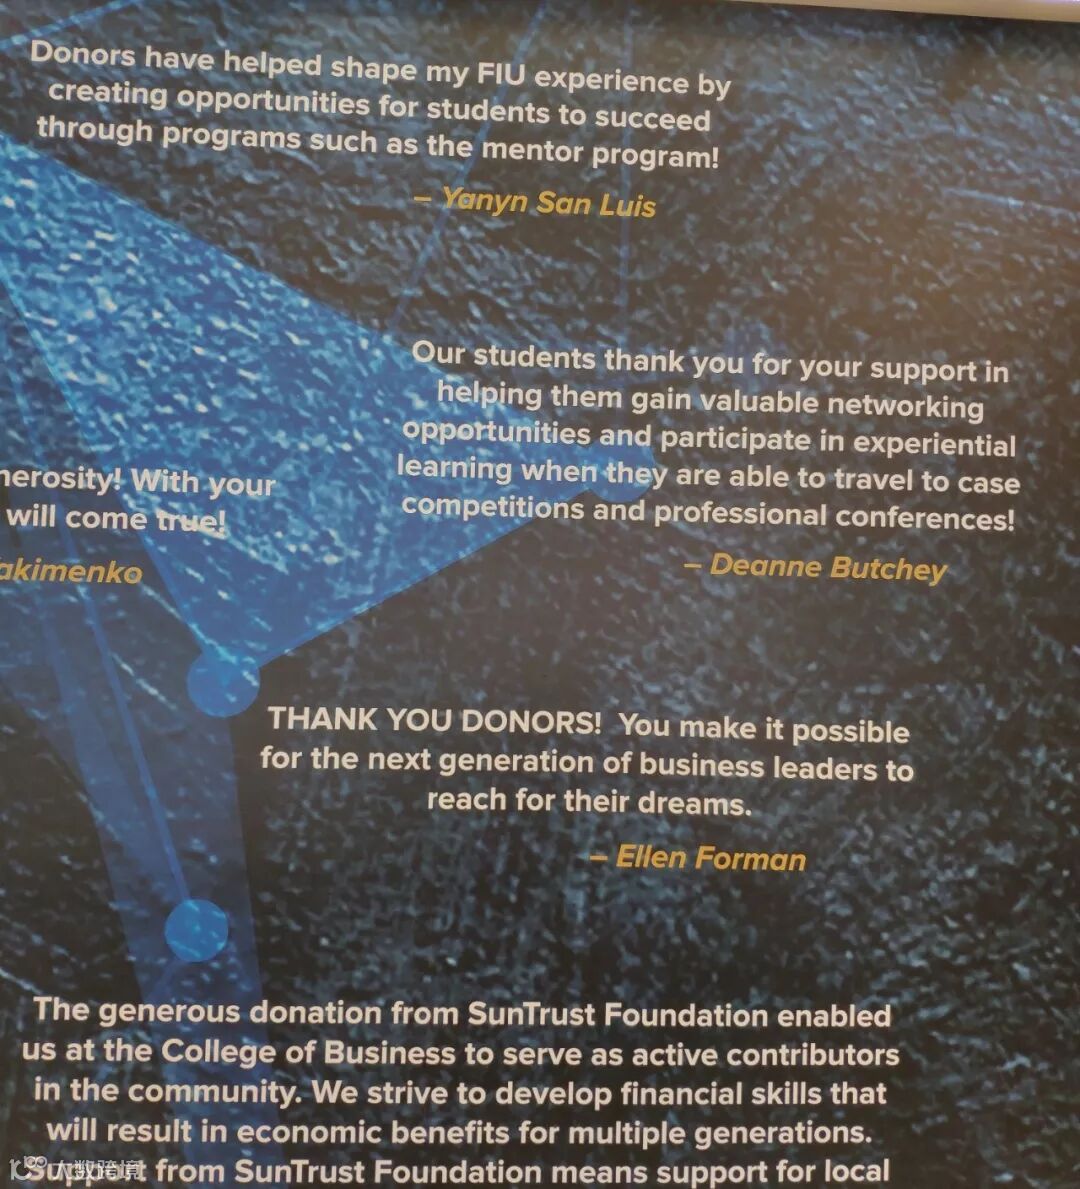 Donors have helped shape my FIU experience by
creating opportunities for students to succeed
through programs such as the mentor program!
– Yanyn San Luis
Our students thank you for your support in
helping them gain valuable networking
opportunities and participate in experiential
learning when they are able to travel to case
competitions and professional conferences!
– Deanne Butchey
nerosity! With your
will come true!
akimenko
THANK YOU DONORS! You make it possible
for the next generation of business leaders to
reach for their dreams.
– Ellen Forman
The generous donation from SunTrust Foundation enabled
us at the College of Business to serve as active contributors
in the community. We strive to develop financial skills that
will result in economic benefits for multiple generations.
Support from SunTrust Foundation means support for local
大数跨境